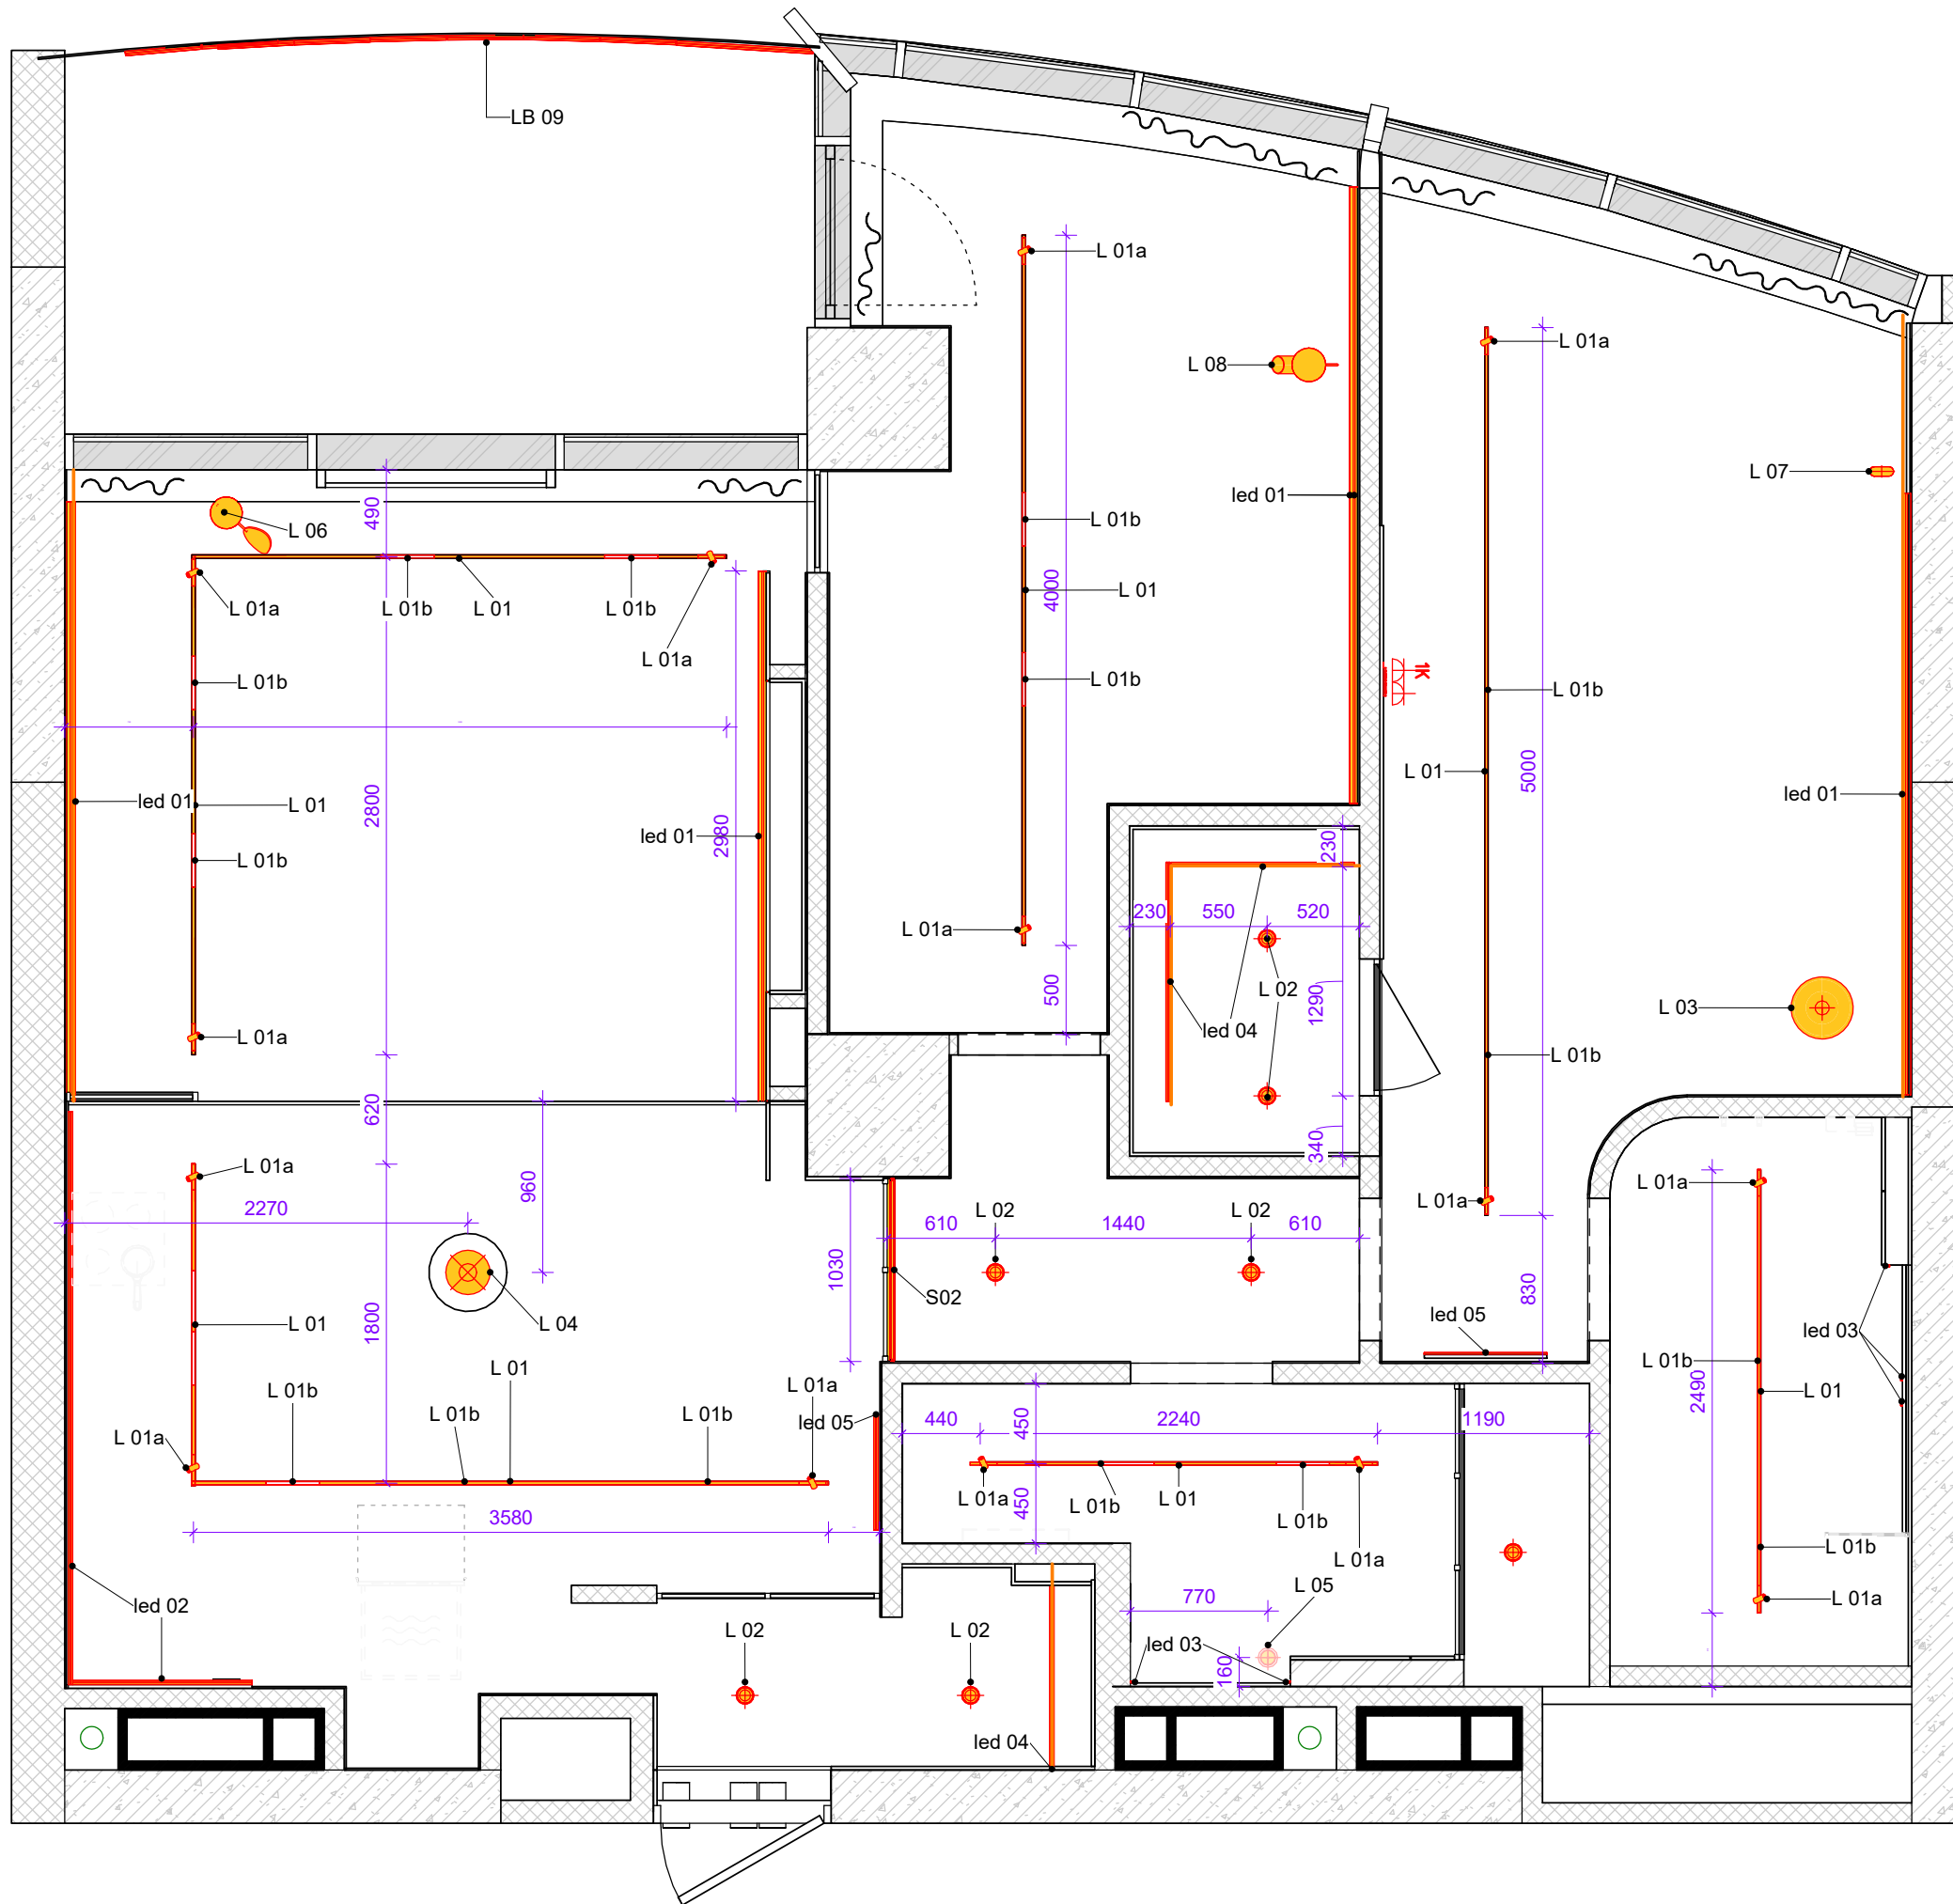 LB 09
L 01a
L 01a
L 08
L 07
490
L 06
led 01
L 01b
L 01a
L 01b
L 01
L 01b
4000
L 01
L 01a
L 01b
L 01b
L 01b
5000
L 01
led 01
L 01
2800
led 01
led 01
2980
L 01b
230
230
550
520
L 01a
500
L 02
1290
L 03
led 04
L 01a
L 01b
620
340
L 01a
960
L 01a
L 01a
2270
610
L 02
1440
L 02
610
1030
830
S02
L 01
1800
L 04
led 05
led 03
L 01b
L 01
2490
L 01
L 01a
L 01b
L 01b
L 01b
led 05
440
450
2240
1190
L 01a
L 01a
L 01b
L 01
L 01b
450
3580
L 01a
L 01b
L 05
770
L 01a
led 02
L 02
L 02
led 03
160
led 04
1K